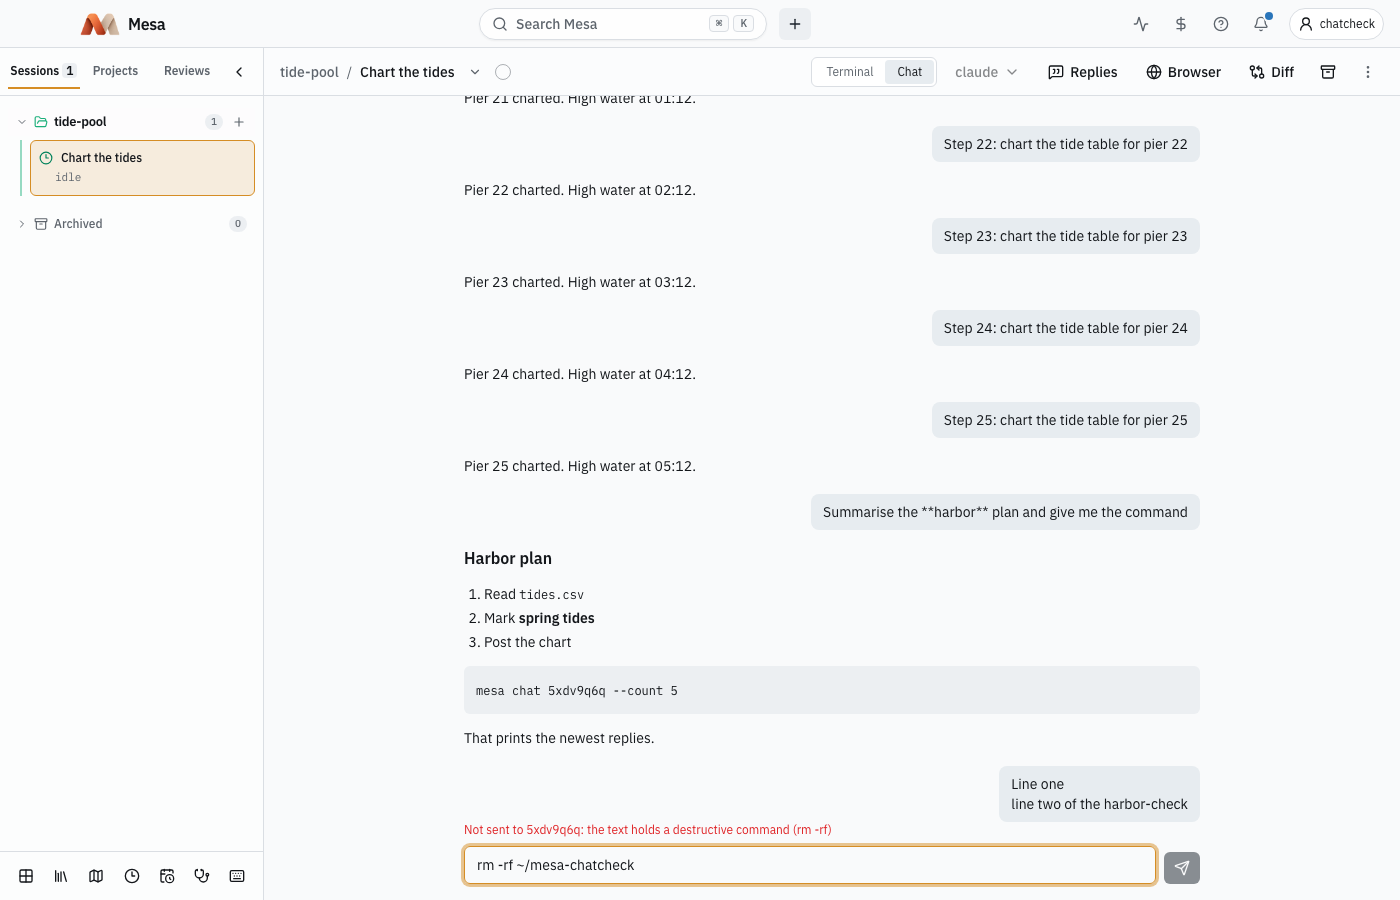 Mesa
Search Mesa
⌘ K
chatcheck
Sessions 1
Projects
Reviews
tide-pool / Chart the tides
Terminal
Chat
claude
Replies
Browser
Diff
tide-pool
1
Chart the tides
idle
Archived
0
Pier 21 charted. High water at 01:12.
Step 22: chart the tide table for pier 22
Pier 22 charted. High water at 02:12.
Step 23: chart the tide table for pier 23
Pier 23 charted. High water at 03:12.
Step 24: chart the tide table for pier 24
Pier 24 charted. High water at 04:12.
Step 25: chart the tide table for pier 25
Pier 25 charted. High water at 05:12.
Summarise the **harbor** plan and give me the command
Harbor plan
1. Read tides.csv
2. Mark spring tides
3. Post the chart
mesa chat 5xdv9q6q --count 5
That prints the newest replies.
Line one
line two of the harbor-check
Not sent to 5xdv9q6q: the text holds a destructive command (rm -rf)
rm -rf ~/mesa-chatcheck